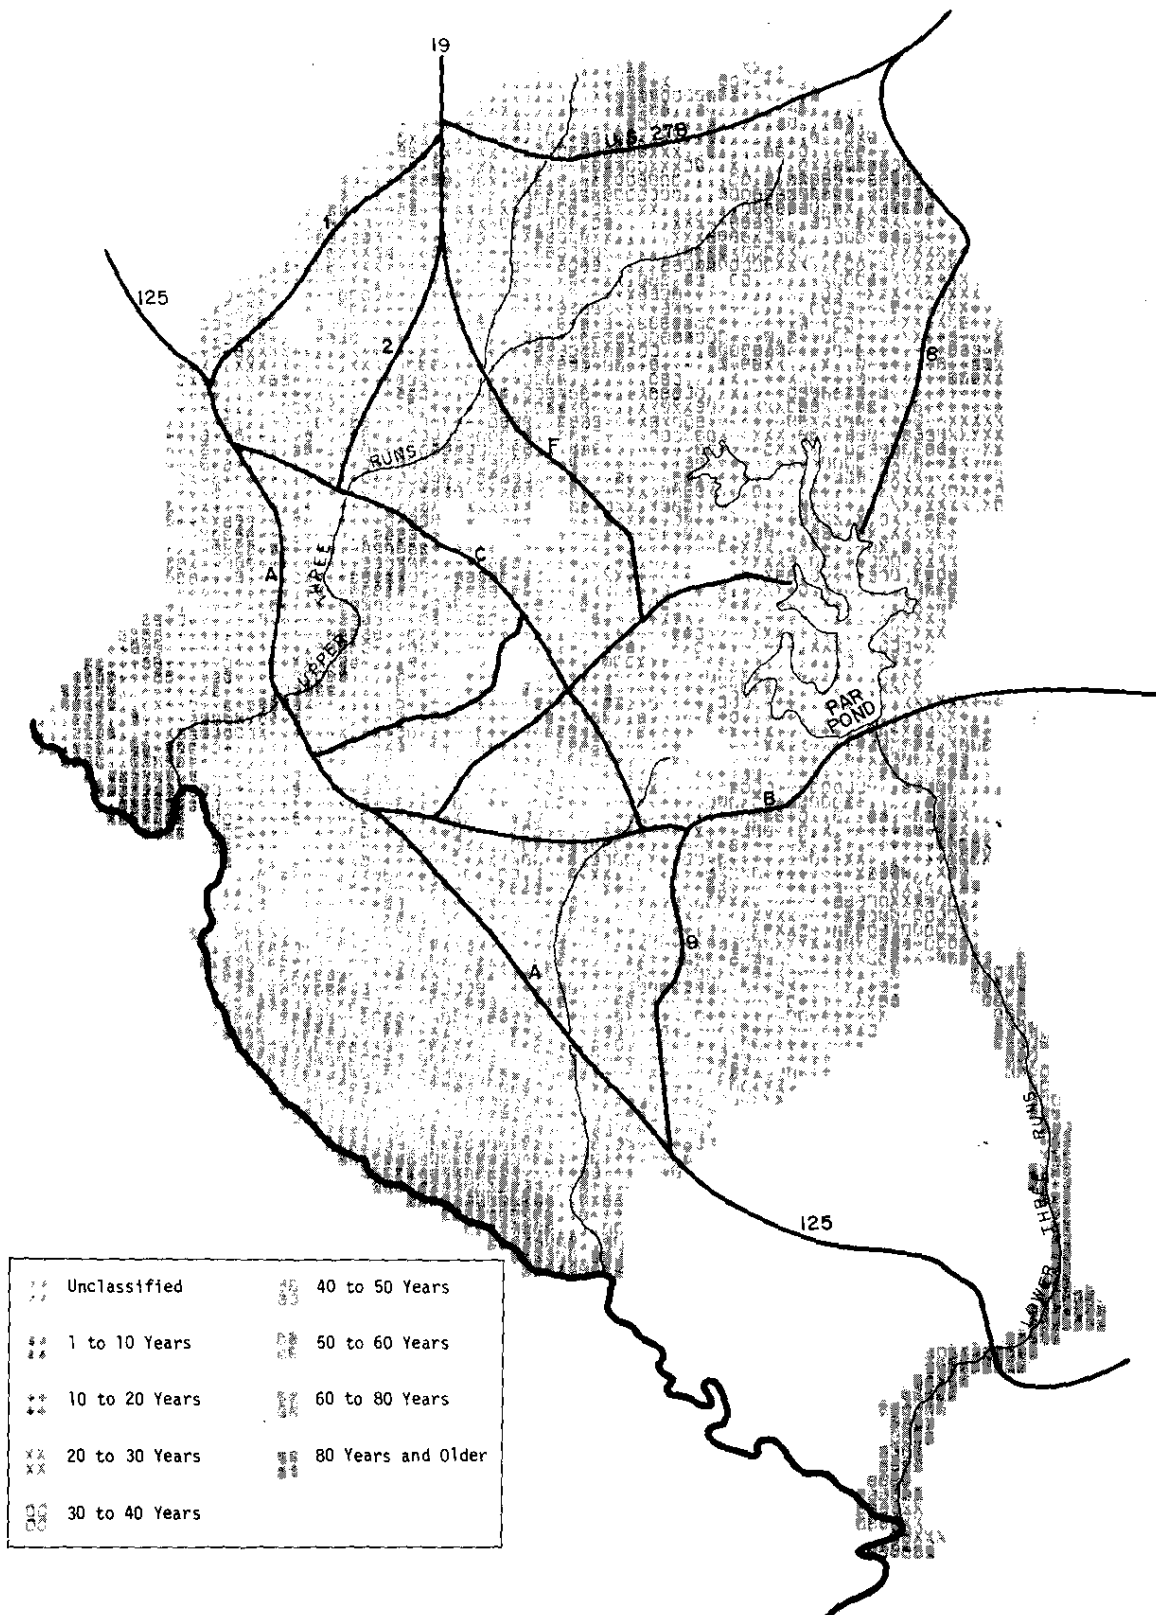 19
U.S. 278
1
125
2
8
RUNS
F
C
THREE
A
UPPER
PAR
POND
B
9
A
LOWER THREE RUNS
125
Unclassified
1 to 10 Years
10 to 20 Years
20 to 30 Years
30 to 40 Years
40 to 50 Years
50 to 60 Years
60 to 80 Years
80 Years and Older